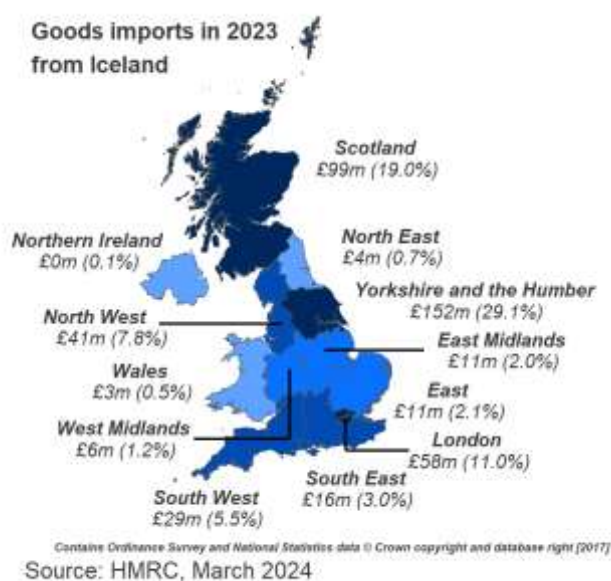 Goods imports in 2023
from Iceland
Scotland
£99m (19.0%)
Northern Ireland
£0m (0.1%)
North East
£4m (0.7%)
Yorkshire and the Humber
£152m (29.1%)
North West
£41m (7.8%)
East Midlands
£11m (2.0%)
Wales
£3m (0.5%)
East
£11m (2.1%)
West Midlands
£6m (1.2%)
London
£58m (11.0%)
South East
£16m (3.0%)
South West
£29m (5.5%)
Contains Ordinance Survey and National Statistics data © Crown copyright and database right [2017]
Source: HMRC, March 2024